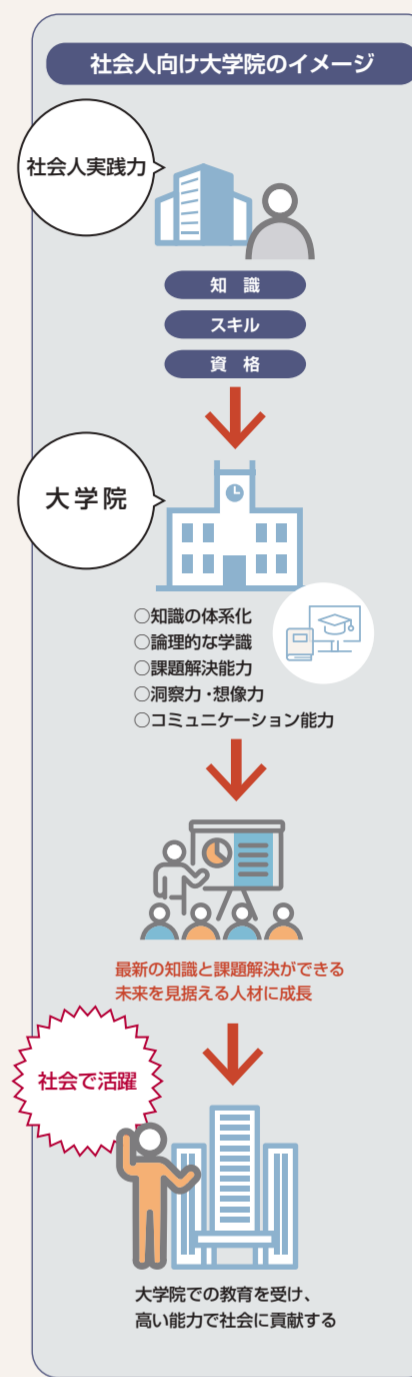 社会人向け大学院のイメージ
社会人実践力
知　識
スキル
資　格
大学院
○知識の体系化
○論理的な学識
○課題解決能力
○洞察力・想像力
○コミュニケーション能力
最新の知識と課題解決ができる
未来を見据える人材に成長
社会で活躍
大学院での教育を受け、
高い能力で社会に貢献する